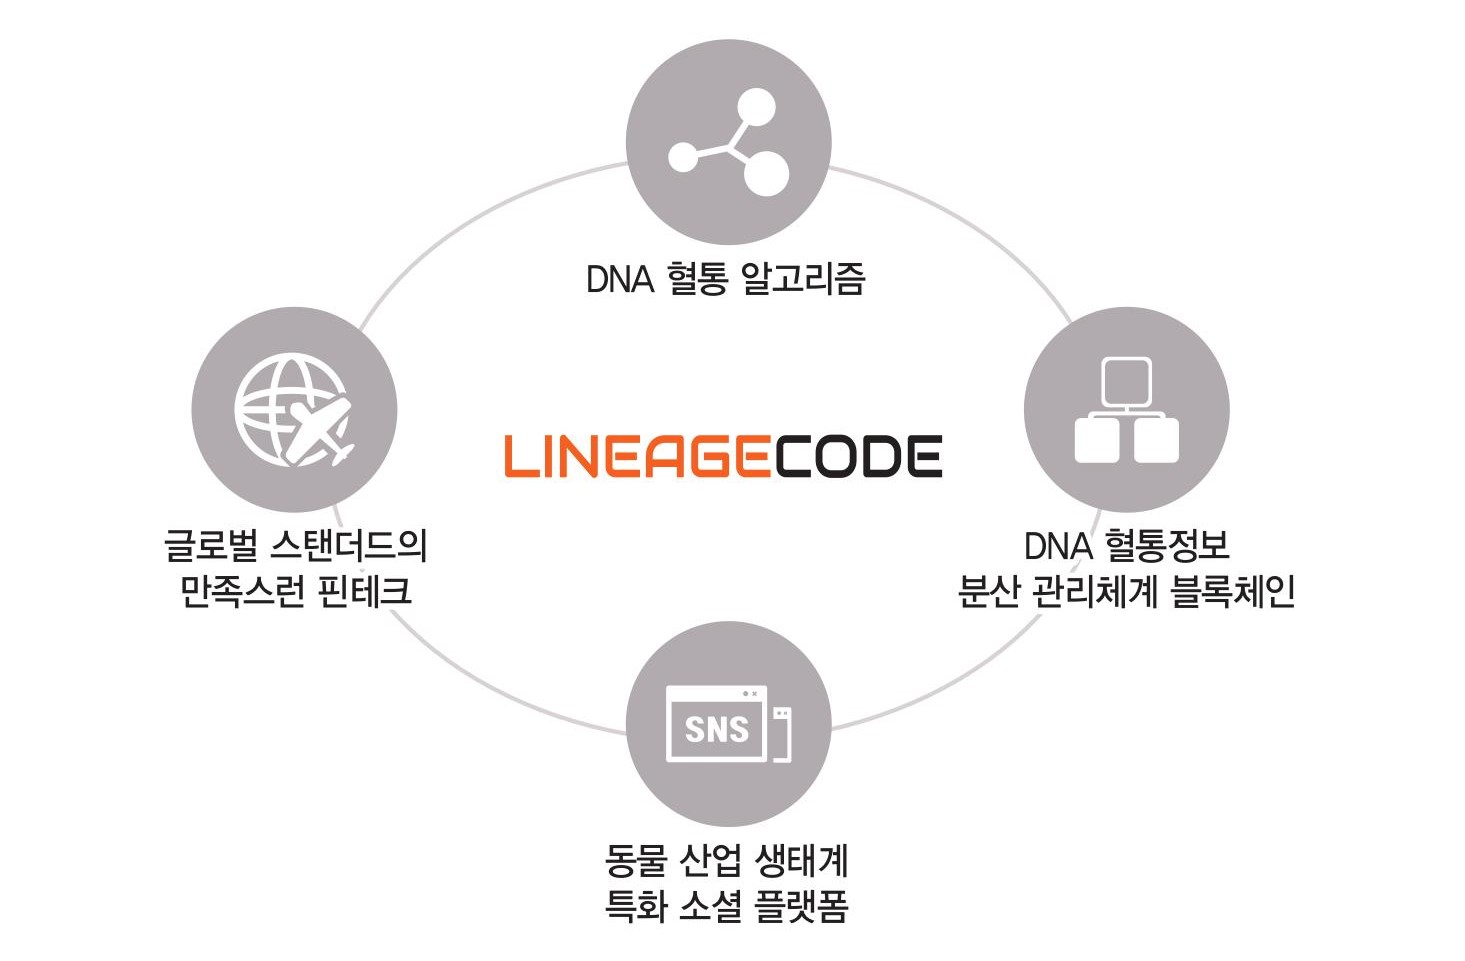 DNA 혈통 알고리즘
LINEAGECODE
글로벌 스탠더드의
만족스런 핀테크
DNA 혈통정보
분산 관리체계 블록체인
SNS
동물 산업 생태계
특화 소셜 플랫폼